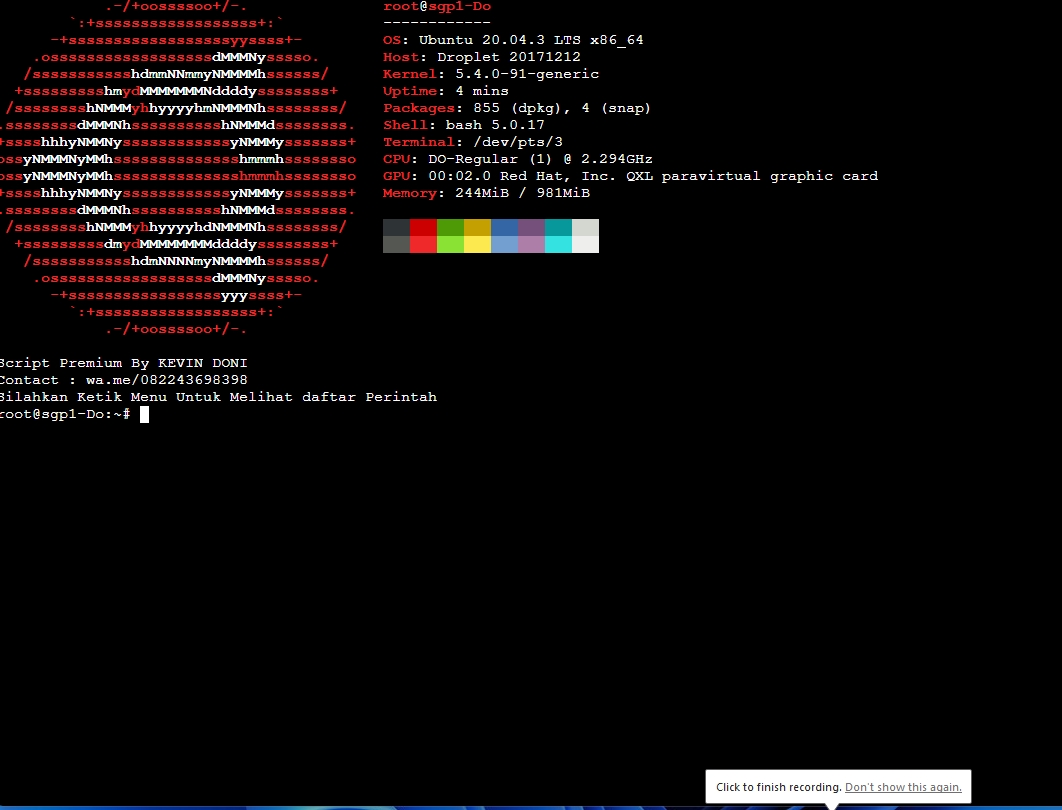 .-/+oossssoo+/-.
`:+ssssssssssssssssss+:`
-+ssssssssssssssssssyyssss+-
.ossssssssssssssssssdMMMNysssso.
/ssssssssssshdmmNNmmyNMMMMhssssss/
+ssssssssshmydMMMMMMMNddddyssssssss+
/sssssssshNMMMyhhyyyyhmNMMMNhssssssss/
.ssssssssdMMMNhsssssssssshNMMMdssssssss.
+sssshhhyNMMNyssssssssssssyNMMMysssssss+
ossyNMMMNyMMhsssssssssssssshmmmhssssssso
ossyNMMMNyMMhsssssssssssssshmmmhssssssso
+sssshhhyNMMNyssssssssssssyNMMMysssssss+
.ssssssssdMMMNhsssssssssshNMMMdssssssss.
/sssssssshNMMMyhhyyyyhdNMMMNhssssssss/
+sssssssssdmydMMMMMMMMddddyssssssss+
/ssssssssssshdmNNNNmyNMMMMhssssss/
.ossssssssssssssssssdMMMNysssso.
-+sssssssssssssssssyyyssss+-
`:+ssssssssssssssssss+:`
.-/+oossssoo+/-.
root@sgp1-Do
------------
OS: Ubuntu 20.04.3 LTS x86_64
Host: Droplet 20171212
Kernel: 5.4.0-91-generic
Uptime: 4 mins
Packages: 855 (dpkg), 4 (snap)
Shell: bash 5.0.17
Terminal: /dev/pts/3
CPU: DO-Regular (1) @ 2.294GHz
GPU: 00:02.0 Red Hat, Inc. QXL paravirtual graphic card
Memory: 244MiB / 981MiB
Script Premium By KEVIN DONI
Contact : wa.me/082243698398
Silahkan Ketik Menu Untuk Melihat daftar Perintah
root@sgp1-Do:~#
Click to finish recording. Don't show this again.